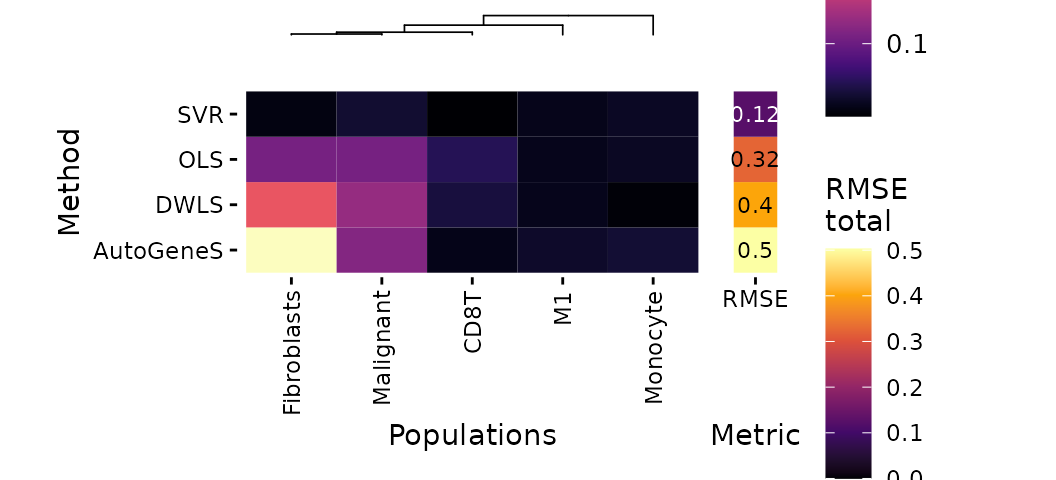 0.1
Method
SVR
OLS
DWLS
AutoGeneS
0.12
0.32
0.4
0.5
Fibroblasts
Malignant
CD8T
M1
Monocyte
RMSE
Populations
Metric
RMSE
total
0.5
0.4
0.3
0.2
0.1
0.0